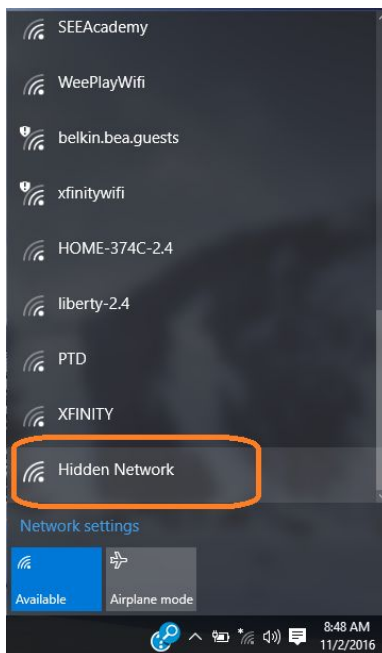 SEEAcademy
WeePlayWifi
belkin.bea.guests
xfinitywifi
HOME-374C-2.4
liberty-2.4
PTD
XFINITY
Hidden Network
Network settings
Available Airplane mode
8:48 AM
11/2/2016